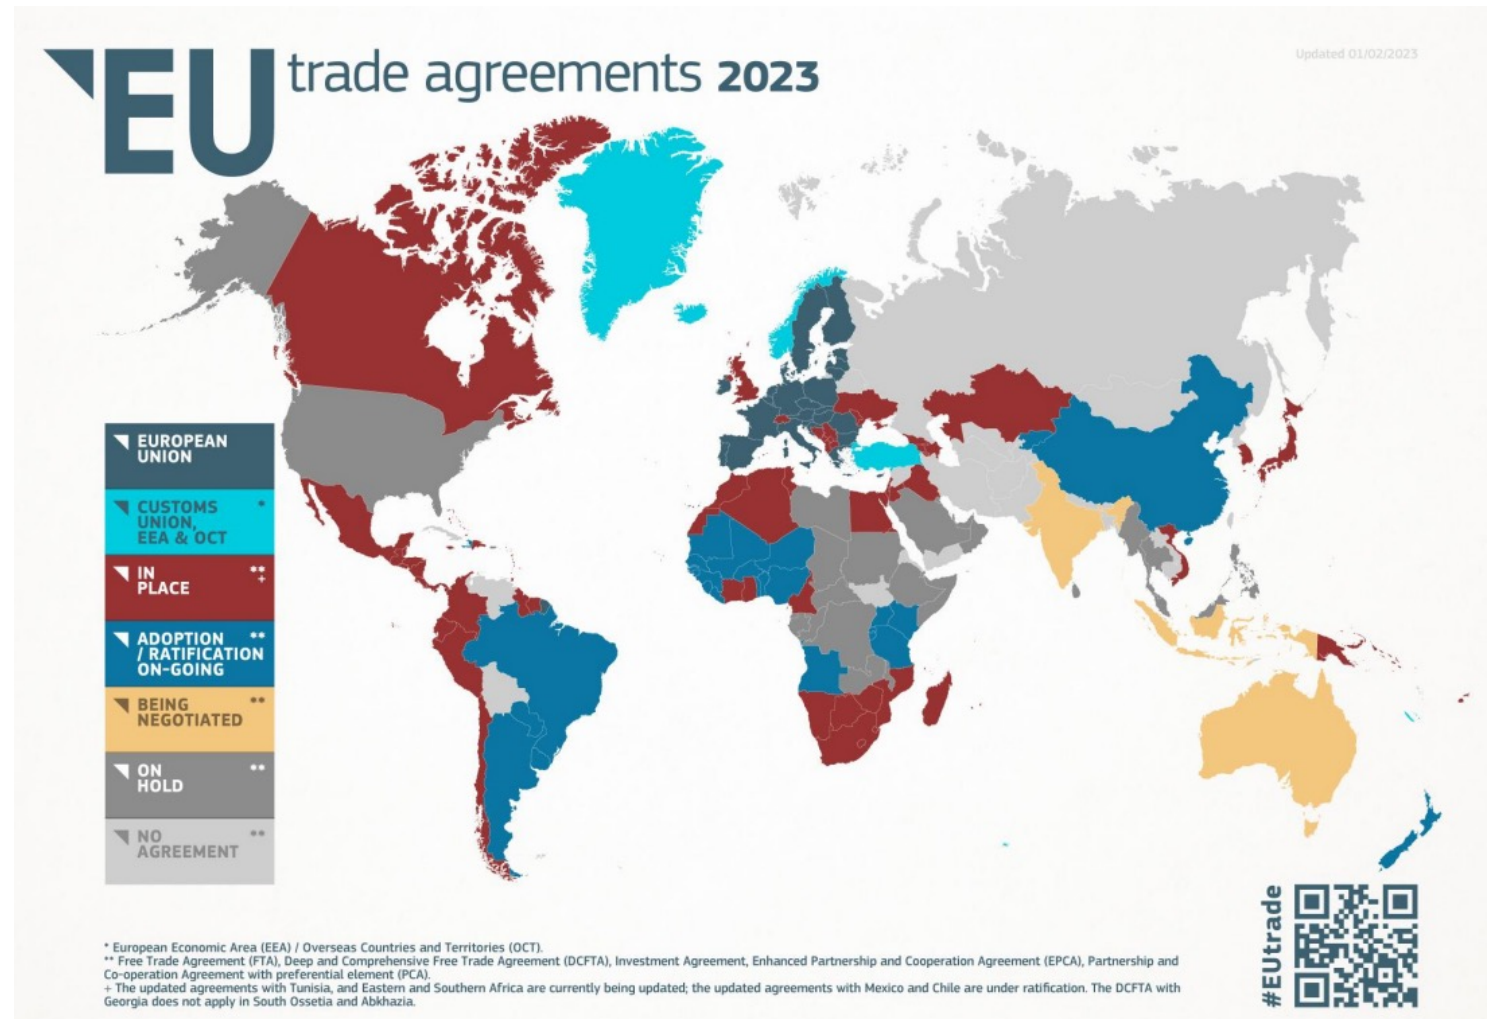 EU trade agreements 2023
Updated 01/02/2023
EUROPEAN
UNION
CUSTOMS *
UNION,
EEA & OCT
IN **
PLACE +
ADOPTION **
/ RATIFICATION
ON-GOING
BEING **
NEGOTIATED
ON **
HOLD
NO **
AGREEMENT
#EUtrade
* European Economic Area (EEA) / Overseas Countries and Territories (OCT).
** Free Trade Agreement (FTA), Deep and Comprehensive Free Trade Agreement (DCFTA), Investment Agreement, Enhanced Partnership and Cooperation Agreement (EPCA), Partnership and
Co-operation Agreement with preferential element (PCA).
+ The updated agreements with Tunisia, and Eastern and Southern Africa are currently being updated; the updated agreements with Mexico and Chile are under ratification. The DCFTA with
Georgia does not apply in South Ossetia and Abkhazia.